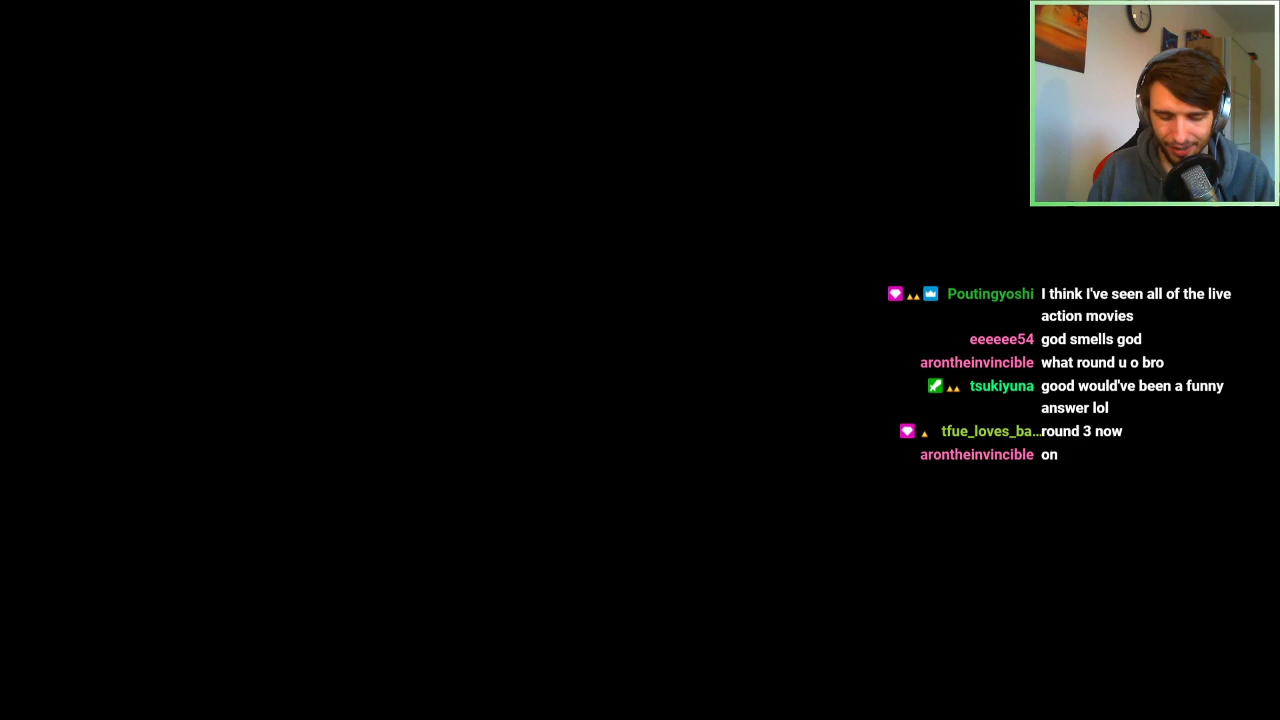 Poutingyoshi I think I've seen all of the live
action movies
eeeeee54 god smells god
arontheinvincible what round u o bro
tsukiyuna good would've been a funny
answer lol
tfue_loves_ba… round 3 now
arontheinvincible on